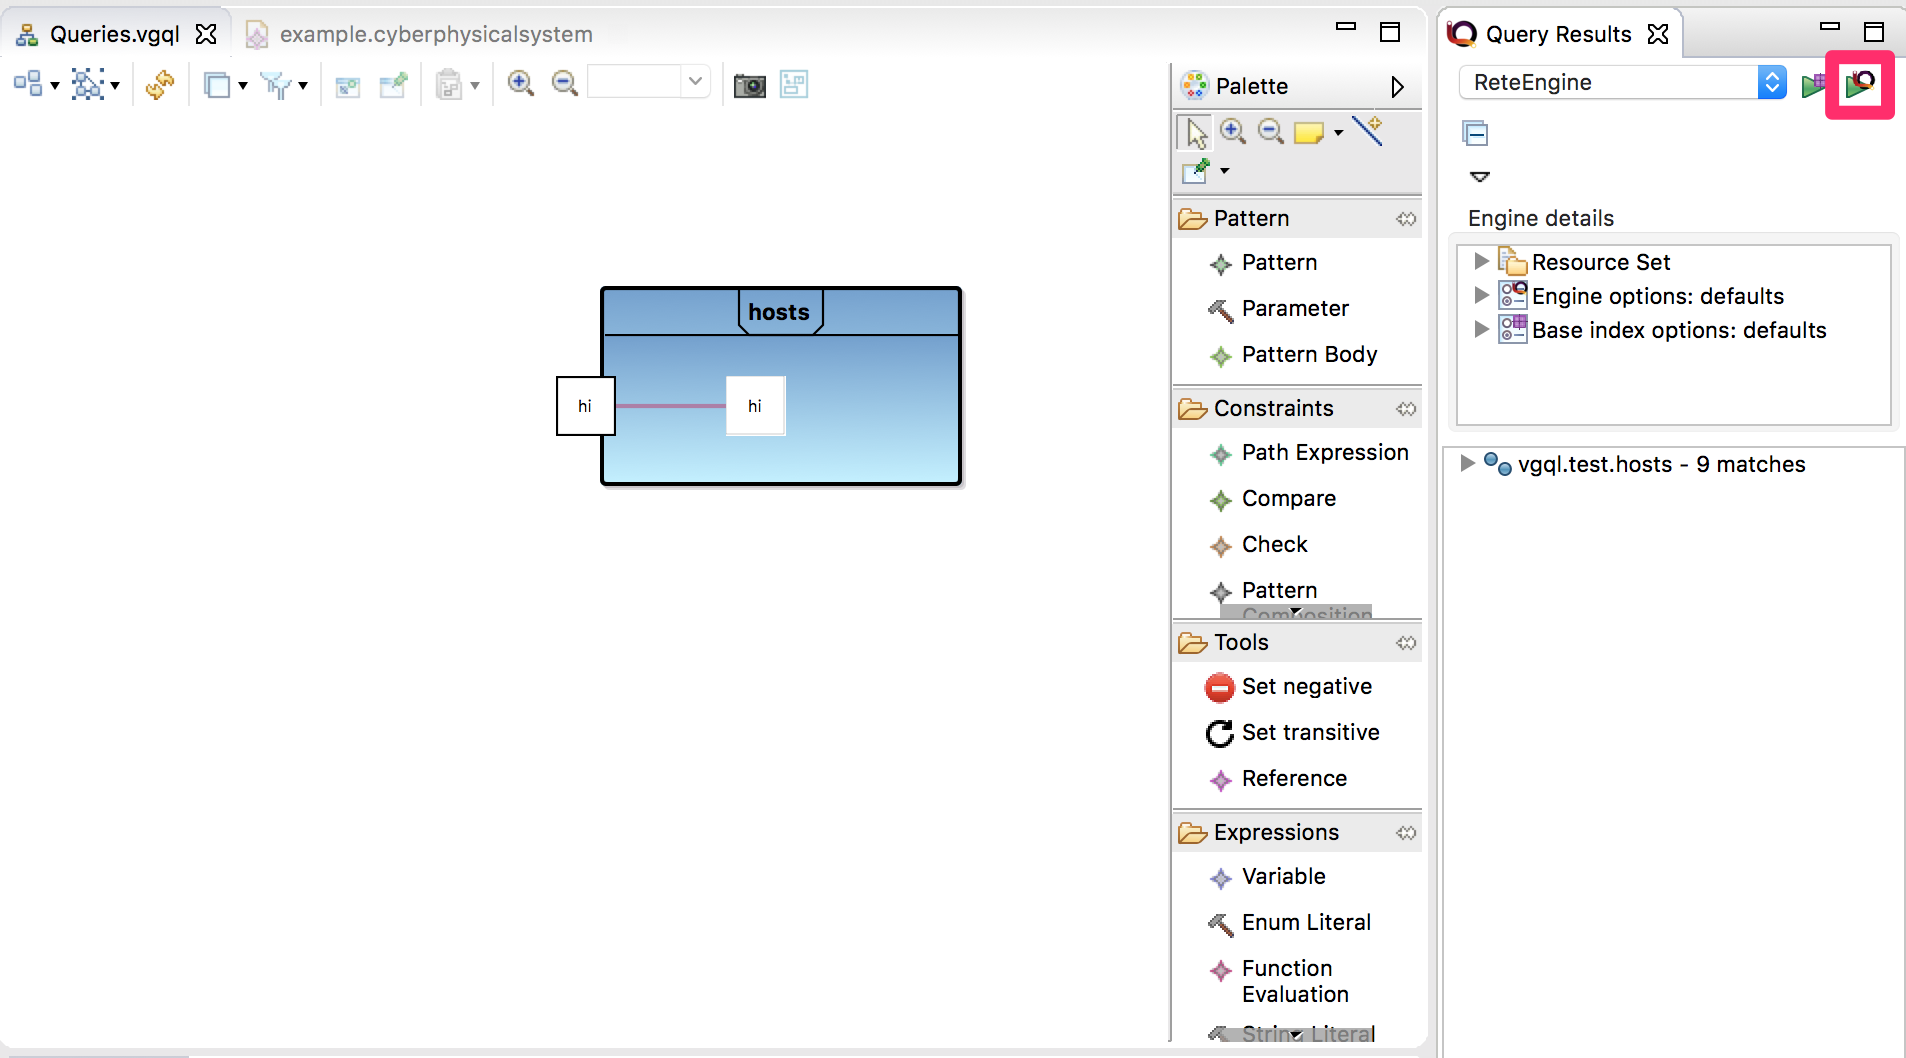 Queries.vgql
example.cyberphysicalsystem
hosts
hi
hi
Palette
Pattern
Pattern
Parameter
Pattern Body
Constraints
Path Expression
Compare
Check
Pattern
Composition
Tools
Set negative
Set transitive
Reference
Expressions
Variable
Enum Literal
Function
Evaluation
String Literal
Query Results
ReteEngine
Engine details
Resource Set
Engine options: defaults
Base index options: defaults
vgql.test.hosts - 9 matches